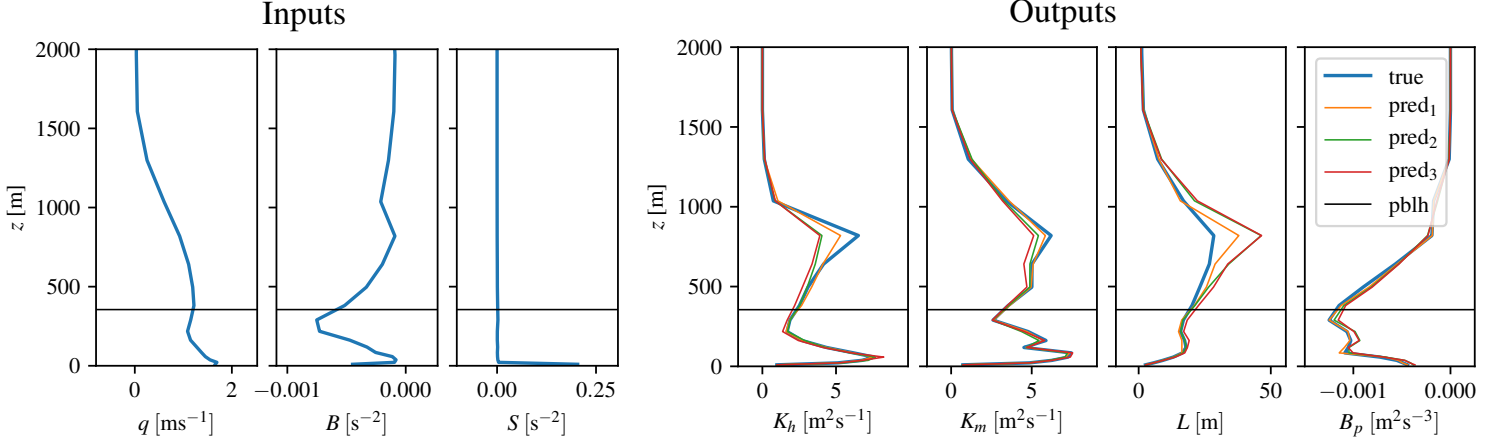 Inputs
Outputs
z [m]
2000
1500
1000
500
0
0 2
q [ms⁻¹]
−0.001 0.000
B [s⁻²]
0.00 0.25
S [s⁻²]
z [m]
2000
1500
1000
500
0
0 5
K_h [m²s⁻¹]
0 5
K_m [m²s⁻¹]
0 50
L [m]
−0.001 0.000
B_p [m²s⁻³]
true
pred₁
pred₂
pred₃
pblh